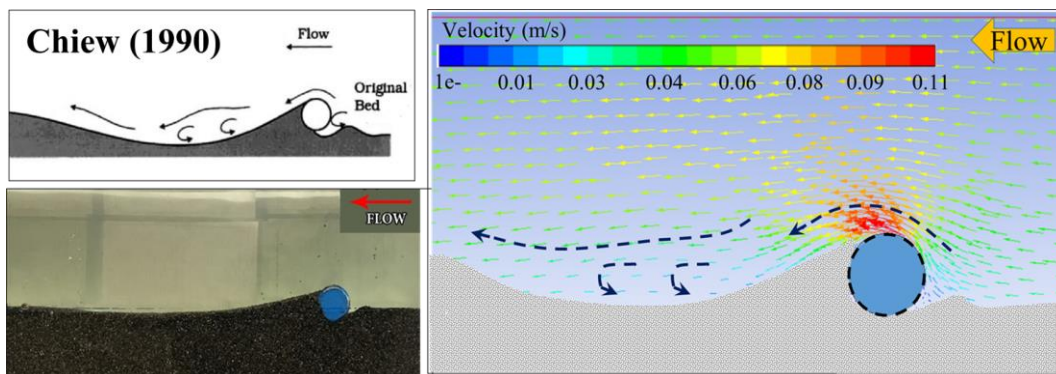 Chiew (1990)
Flow
Original
Bed
FLOW
Velocity (m/s)
Flow
1e- 0.01 0.03 0.04 0.06 0.08 0.09 0.11